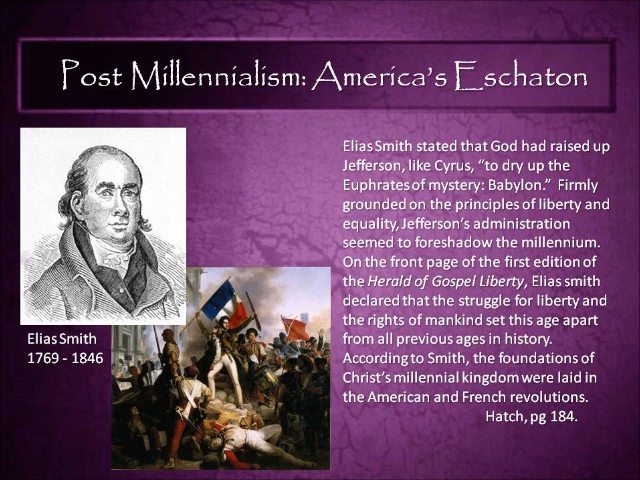 Post Millennialism: America's Eschaton
Elias Smith stated that God had raised up
Jefferson, like Cyrus, “to dry up the
Euphrates of mystery: Babylon.” Firmly
grounded on the principles of liberty and
equality, Jefferson's administration
seemed to foreshadow the millennium.
On the front page of the first edition of
the Herald of Gospel Liberty, Elias smith
declared that the struggle for liberty and
the rights of mankind set this age apart
from all previous ages in history.
According to Smith, the foundations of
Christ's millennial kingdom were laid in
the American and French revolutions.
Hatch, pg 184.
Elias Smith
1769 - 1846